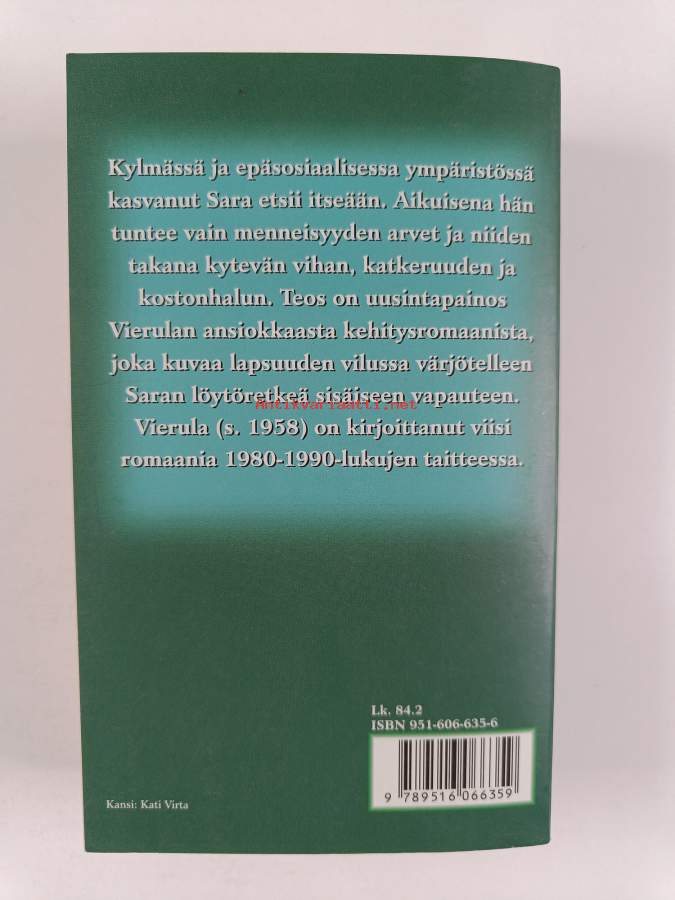 Kylmässä ja epäsosiaalisessa ympäristössä
kasvanut Sara etsii itseään. Aikuisena hän
tuntee vain menneisyyden arvet ja niiden
takana kytevän vihan, katkeruuden ja
kostonhalun. Teos on uusintapainos
Vierulan ansiokkaasta kehitysromaanista,
joka kuvaa lapsuuden vilussa värjötelleen
Saran löytöretkeä sisäiseen vapauteen.
Antikvariaatti.net
Vierula (s. 1958) on kirjoittanut viisi
romaania 1980-1990-lukujen taitteessa.
Lk. 84.2
ISBN 951-606-635-6
9 789516 066359
Kansi: Kati Virta